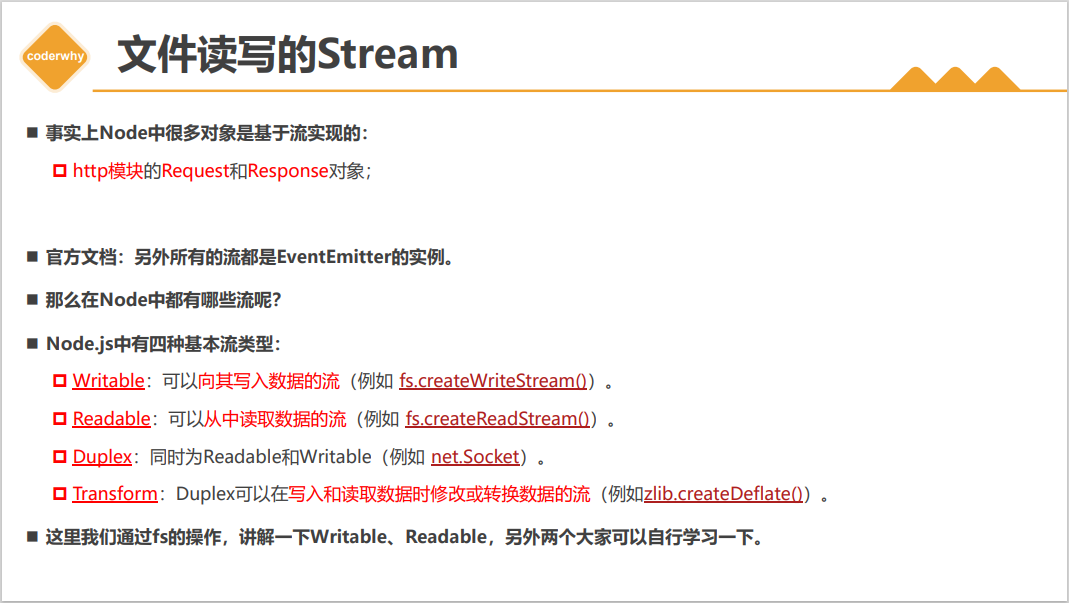 coderwhy
文件读写的Stream
事实上Node中很多对象是基于流实现的：
http模块的Request和Response对象；
官方文档：另外所有的流都是EventEmitter的实例。
那么在Node中都有哪些流呢？
Node.js中有四种基本流类型：
Writable：可以向其写入数据的流（例如 fs.createWriteStream()）。
Readable：可以从中读取数据的流（例如 fs.createReadStream()）。
Duplex：同时为Readable和Writable（例如 net.Socket）。
Transform：Duplex可以在写入和读取数据时修改或转换数据的流（例如zlib.createDeflate()）。
这里我们通过fs的操作，讲解一下Writable、Readable，另外两个大家可以自行学习一下。